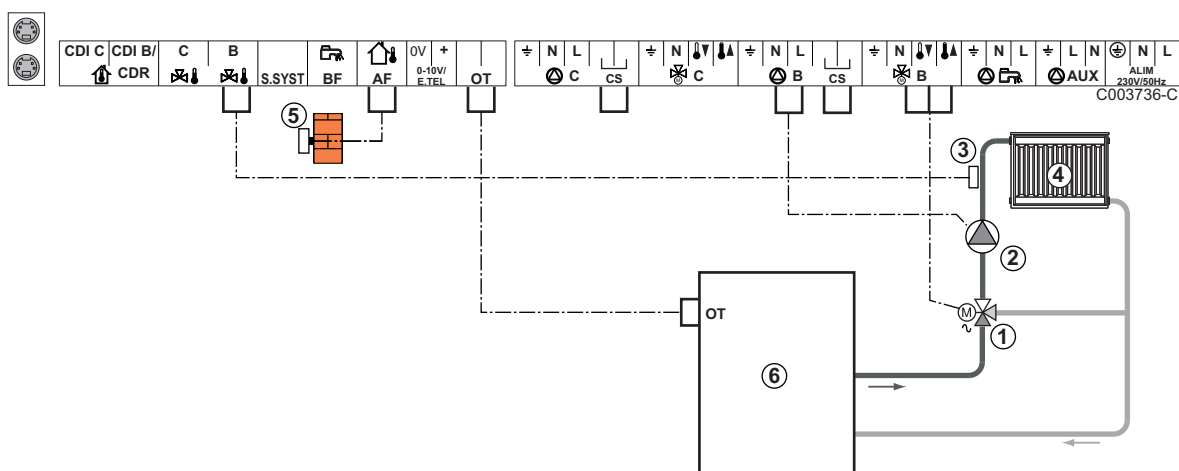 CDI C CDI B/ C B 0V + N L N N L N N L L N N L
CDR S.SYST BF AF 0-10V/ OT C CS C B CS B AUX ALIM
E.TEL 230V/50Hz
C003736-C
5
3
4
2
OT
M
1
6